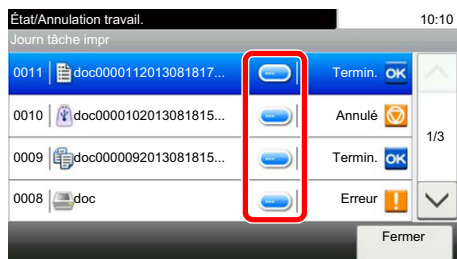 État/Annulation travail. 10:10
Journ tâche impr
0011 doc0000112013081817... ... Termin. OK
0010 doc0000102013081815... ... Annulé
1/3
0009 doc0000092013081815... ... Termin. OK
0008 doc ... Erreur !
Fermer